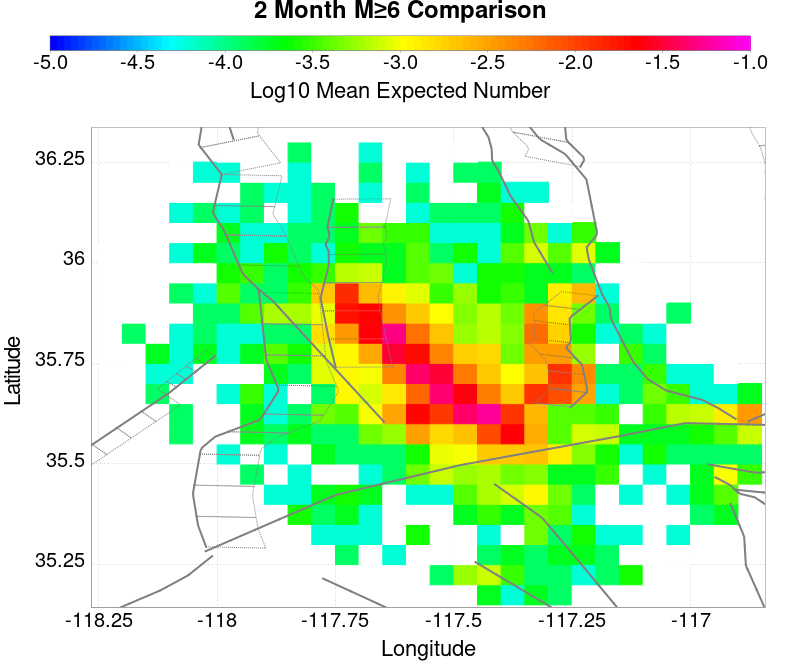 2 Month M≥6 Comparison
-5.0 -4.5 -4.0 -3.5 -3.0 -2.5 -2.0 -1.5 -1.0
Log10 Mean Expected Number
36.25
36
35.75
35.5
35.25
Latitude
-118.25 -118 -117.75 -117.5 -117.25 -117
Longitude